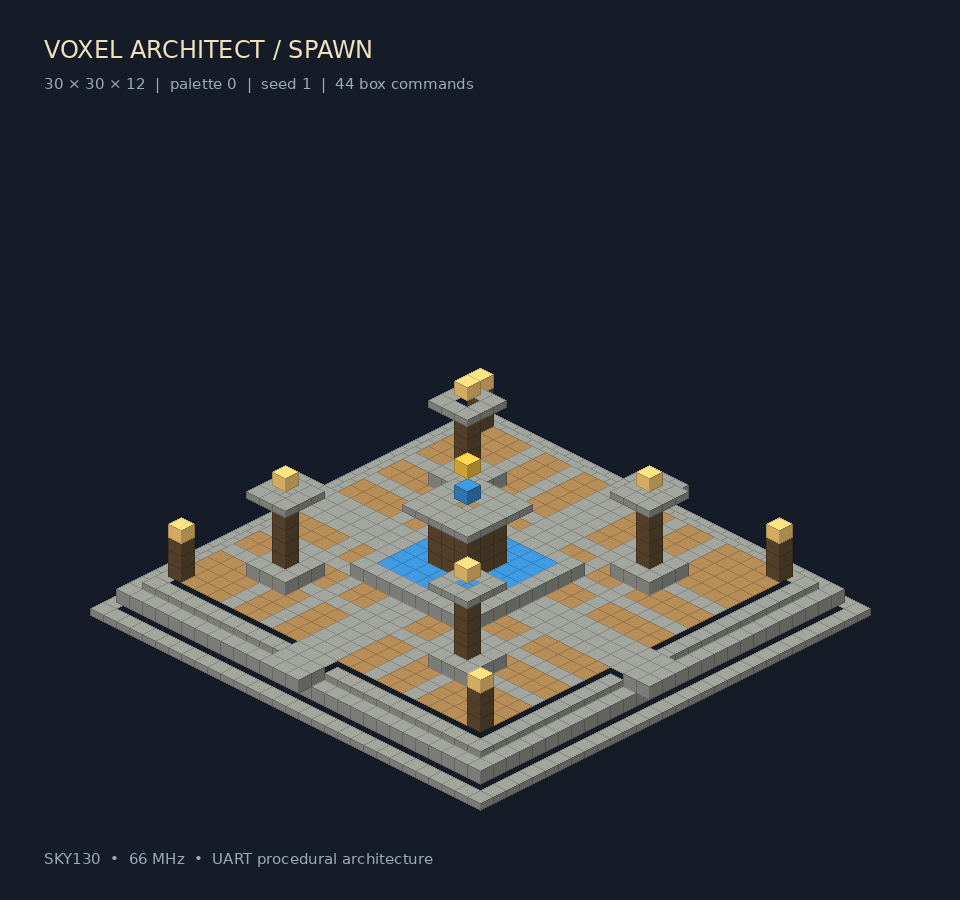 VOXEL ARCHITECT / SPAWN
30 × 30 × 12 | palette 0 | seed 1 | 44 box commands
SKY130 • 66 MHz • UART procedural architecture